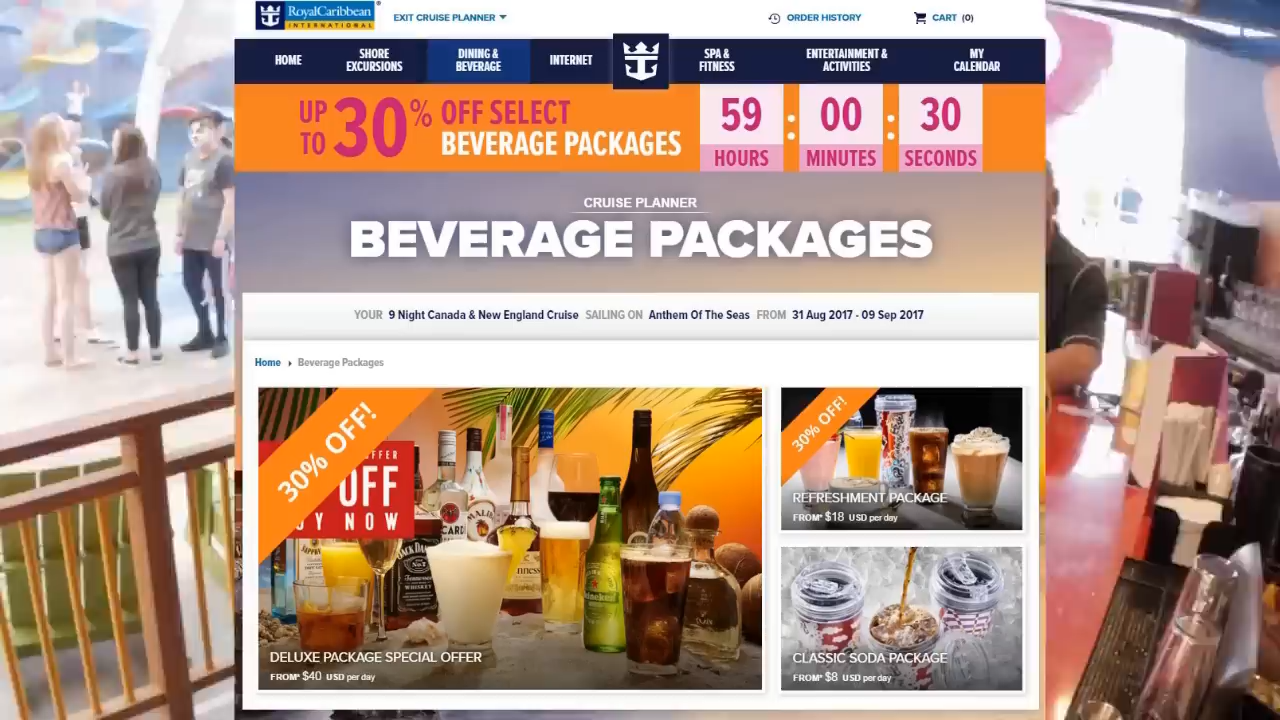 RoyalCaribbean®
INTERNATIONAL
EXIT CRUISE PLANNER
ORDER HISTORY
CART (0)
HOME
SHORE
EXCURSIONS
DINING &
BEVERAGE
INTERNET
SPA &
FITNESS
ENTERTAINMENT &
ACTIVITIES
MY
CALENDAR
UP
TO
30%
OFF SELECT
BEVERAGE PACKAGES
59 : 00 : 30
HOURS MINUTES SECONDS
CRUISE PLANNER
BEVERAGE PACKAGES
YOUR 9 Night Canada & New England Cruise SAILING ON Anthem Of The Seas FROM 31 Aug 2017 - 09 Sep 2017
Home Beverage Packages
30% OFF!
OFF
NOW
JACK DAN
Heineken
DELUXE PACKAGE SPECIAL OFFER
FROM* $40 USD per day
30% OFF!
REFRESHMENT PACKAGE
FROM* $18 USD per day
CLASSIC SODA PACKAGE
FROM* $8 USD per day